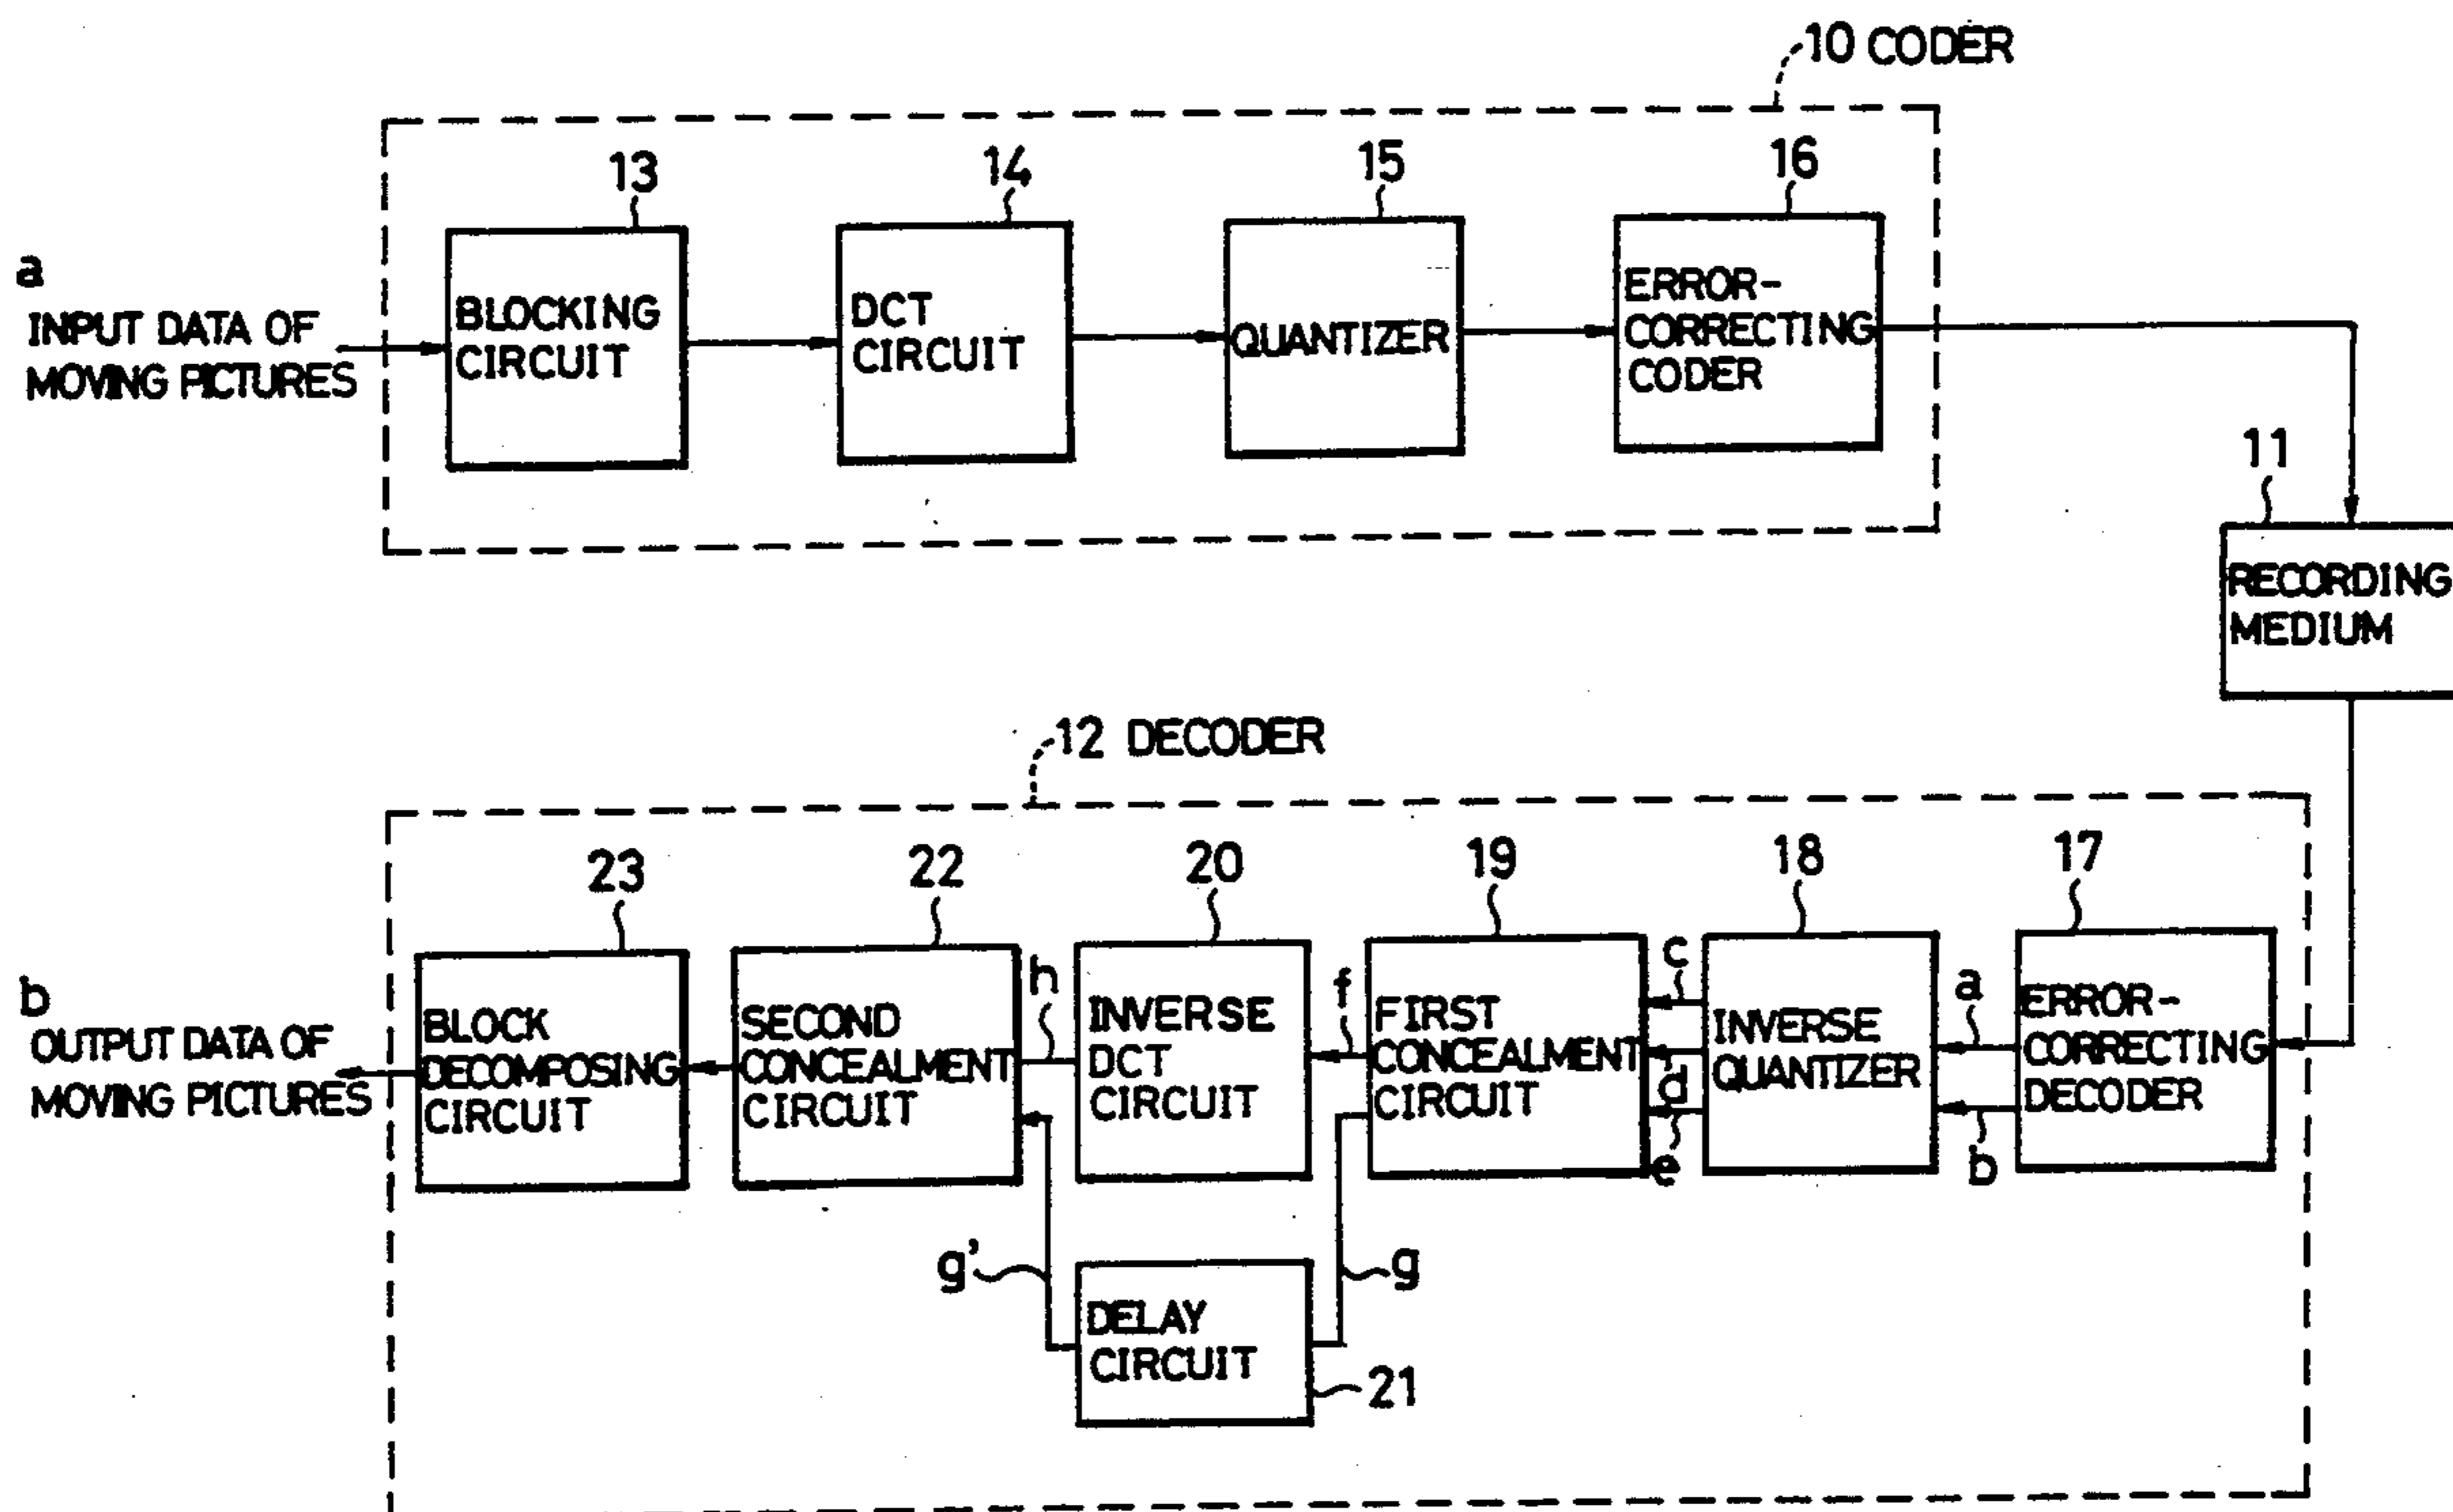 10 CODER
13
14
15
16
a
INPUT DATA OF
MOVING PICTURES
BLOCKING
CIRCUIT
DCT
CIRCUIT
QUANTIZER
ERROR-
CORRECTING
CODER
11
RECORDING
MEDIUM
12 DECODER
23
22
20
19
18
17
b
OUTPUT DATA OF
MOVING PICTURES
BLOCK
DECOMPOSING
CIRCUIT
SECOND
CONCEALMENT
CIRCUIT
h
INVERSE
DCT
CIRCUIT
f
FIRST
CONCEALMENT
CIRCUIT
c
d
e
INVERSE
QUANTIZER
a
b
ERROR-
CORRECTING
DECODER
g'
g
DELAY
CIRCUIT
21